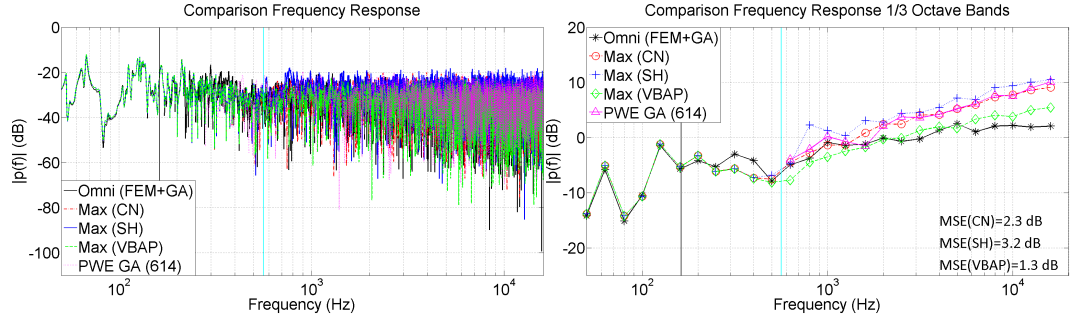 Comparison Frequency Response
|p(f)| (dB)
0
-20
-40
-60
-80
-100
Omni (FEM+GA)
Max (CN)
Max (SH)
Max (VBAP)
PWE GA (614)
10^2
10^3
10^4
Frequency (Hz)
Comparison Frequency Response 1/3 Octave Bands
|p(f)| (dB)
20
10
0
-10
-20
Omni (FEM+GA)
Max (CN)
Max (SH)
Max (VBAP)
PWE GA (614)
MSE(CN)=2.3 dB
MSE(SH)=3.2 dB
MSE(VBAP)=1.3 dB
10^2
10^3
10^4
Frequency (Hz)